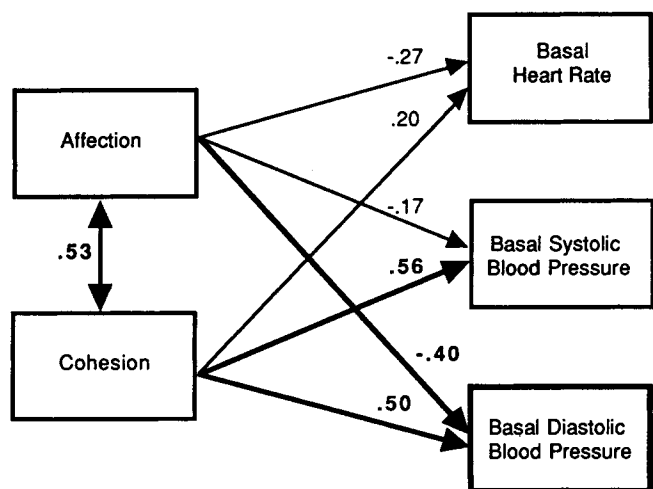 Basal
Heart Rate
-.27
.20
Affection
-.17
.53
.56
Basal Systolic
Blood Pressure
Cohesion
-.40
.50
Basal Diastolic
Blood Pressure